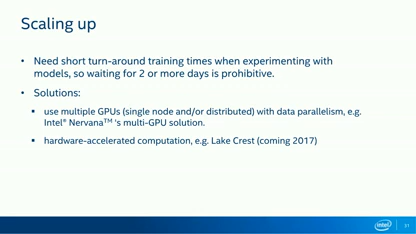 Scaling up
• Need short turn-around training times when experimenting with
models, so waiting for 2 or more days is prohibitive.
• Solutions:
▪ use multiple GPUs (single node and/or distributed) with data parallelism, e.g.
Intel® Nervana™ 's multi-GPU solution.
▪ hardware-accelerated computation, e.g. Lake Crest (coming 2017)
(intel)